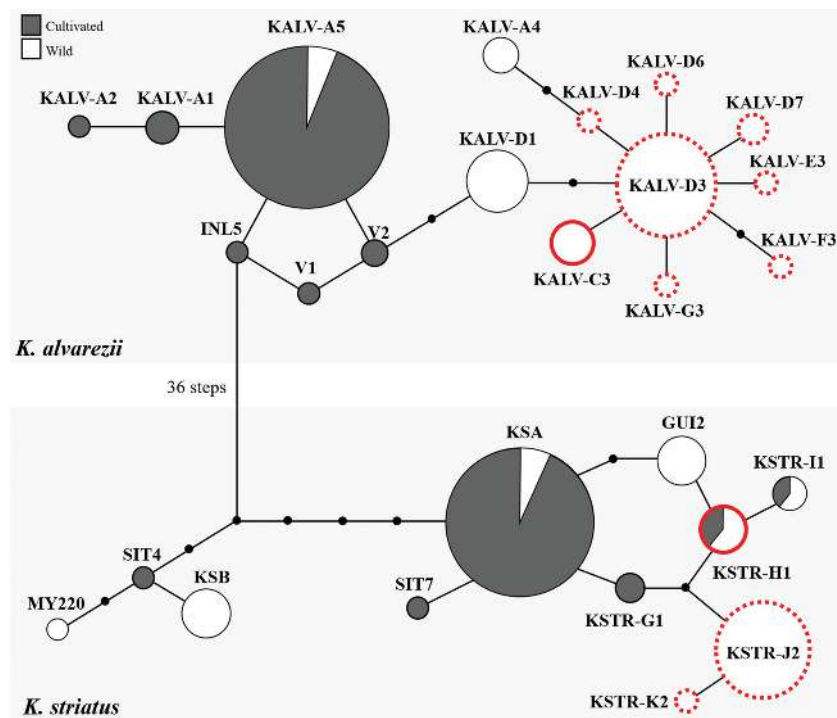 Cultivated
Wild
KALV-A5
KALV-A4
KALV-D6
KALV-A2
KALV-A1
KALV-D4
KALV-D7
KALV-D1
KALV-E3
KALV-D3
INL5
V2
KALV-F3
V1
KALV-C3
KALV-G3
K. alvarezii
36 steps
KSA
GUI2
KSTR-I1
SIT4
KSB
SIT7
KSTR-H1
MY220
KSTR-G1
KSTR-J2
KSTR-K2
K. striatus